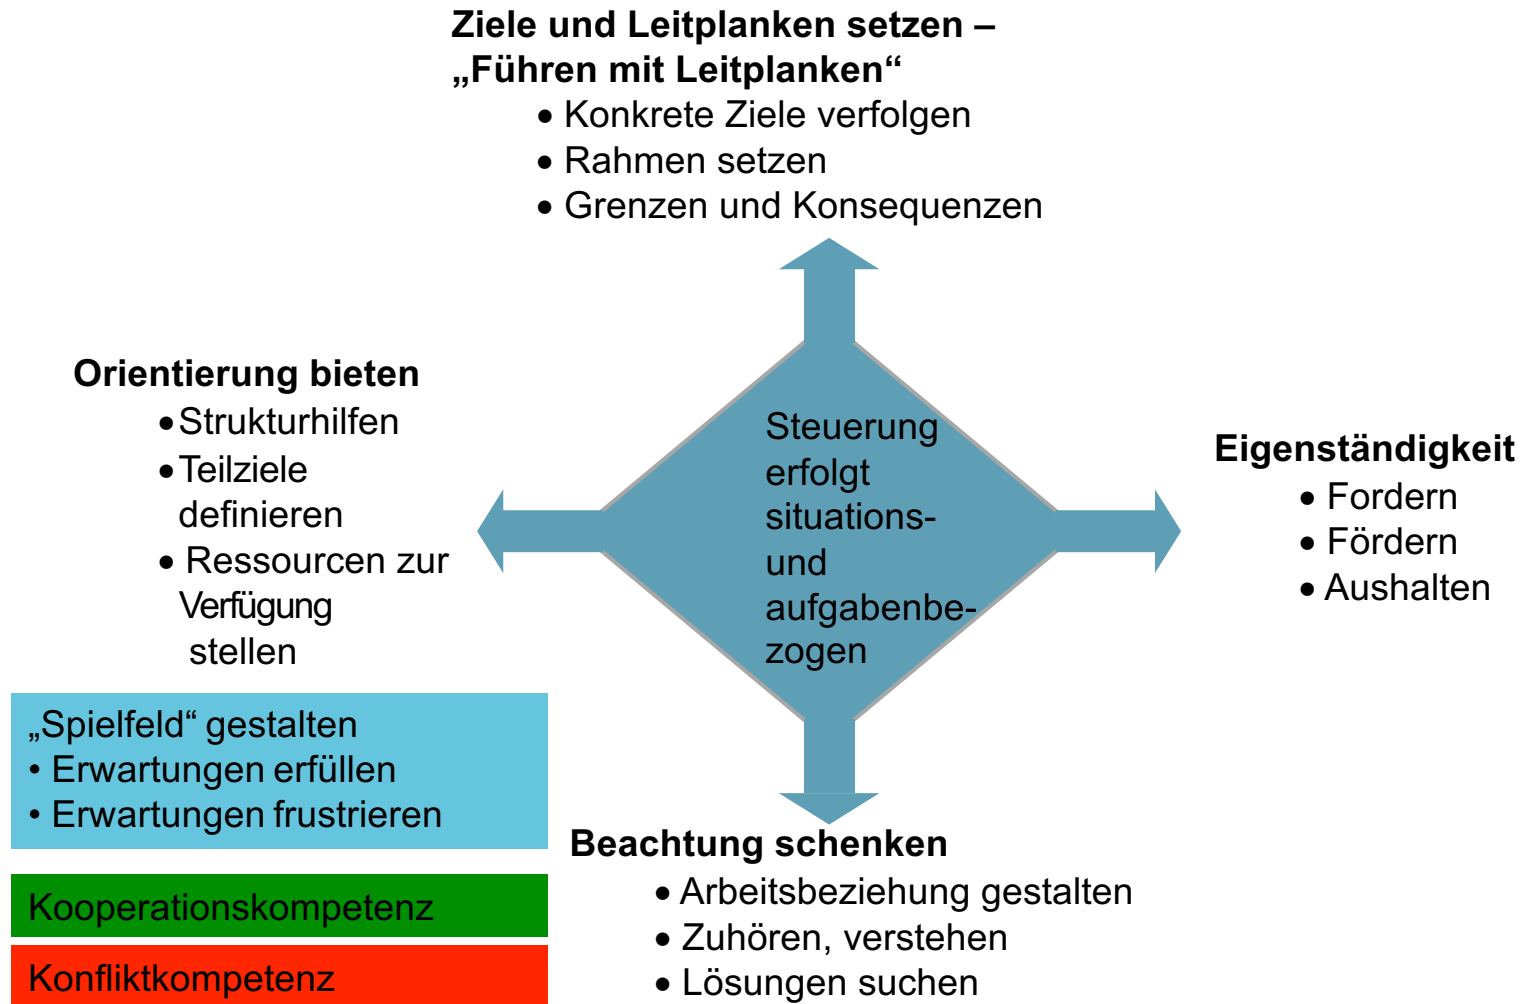 Ziele und Leitplanken setzen –
„Führen mit Leitplanken“
• Konkrete Ziele verfolgen
• Rahmen setzen
• Grenzen und Konsequenzen
Orientierung bieten
• Strukturhilfen
• Teilziele
definieren
• Ressourcen zur
Verfügung
stellen
Steuerung
erfolgt
situations-
und
aufgabenbe-
zogen
Eigenständigkeit
• Fordern
• Fördern
• Aushalten
„Spielfeld“ gestalten
• Erwartungen erfüllen
• Erwartungen frustrieren
Kooperationskompetenz
Konfliktkompetenz
Beachtung schenken
• Arbeitsbeziehung gestalten
• Zuhören, verstehen
• Lösungen suchen